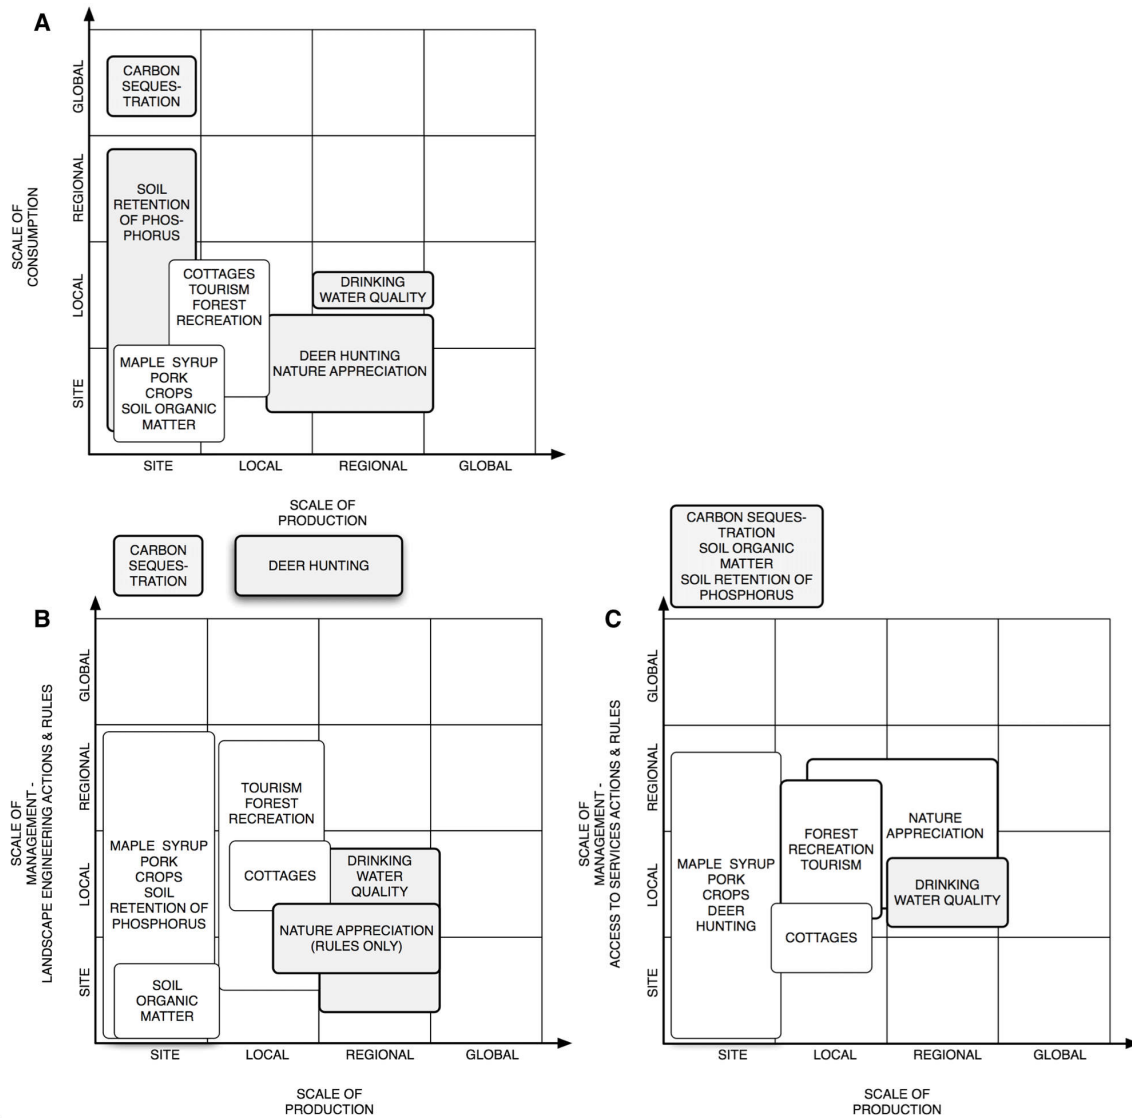 A
GLOBAL
REGIONAL
LOCAL
SITE
SCALE OF
CONSUMPTION
CARBON
SEQUES-
TRATION
SOIL
RETENTION
OF PHOS-
PHORUS
COTTAGES
TOURISM
FOREST
RECREATION
DRINKING
WATER QUALITY
DEER HUNTING
NATURE APPRECIATION
MAPLE SYRUP
PORK
CROPS
SOIL ORGANIC
MATTER
SITE
LOCAL
REGIONAL
GLOBAL
SCALE OF
PRODUCTION
CARBON
SEQUES-
TRATION
DEER HUNTING
B
GLOBAL
REGIONAL
LOCAL
SITE
SCALE OF
MANAGEMENT -
LANDSCAPE ENGINEERING ACTIONS & RULES
TOURISM
FOREST
RECREATION
MAPLE SYRUP
PORK
CROPS
SOIL
RETENTION OF
PHOSPHORUS
COTTAGES
DRINKING
WATER
QUALITY
NATURE APPRECIATION
(RULES ONLY)
SOIL
ORGANIC
MATTER
SITE
LOCAL
REGIONAL
GLOBAL
SCALE OF
PRODUCTION
CARBON SEQUES-
TRATION
SOIL ORGANIC
MATTER
SOIL RETENTION OF
PHOSPHORUS
C
GLOBAL
REGIONAL
LOCAL
SITE
SCALE OF
MANAGEMENT -
ACCESS TO SERVICES ACTIONS & RULES
NATURE
APPRECIATION
FOREST
RECREATION
TOURISM
MAPLE SYRUP
PORK
CROPS
DEER
HUNTING
DRINKING
WATER QUALITY
COTTAGES
SITE
LOCAL
REGIONAL
GLOBAL
SCALE OF
PRODUCTION